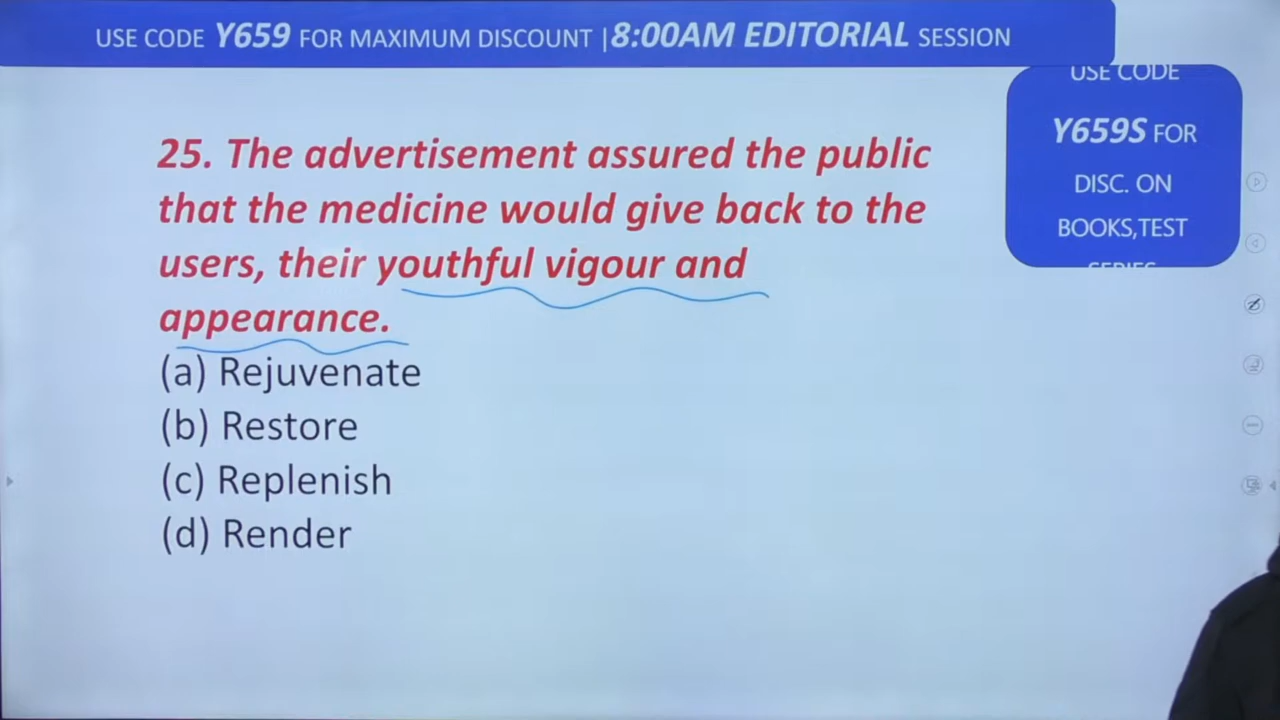 USE CODE Y659 FOR MAXIMUM DISCOUNT |8:00AM EDITORIAL SESSION
USE CODE
Y659S FOR
DISC. ON
BOOKS,TEST
SERIES
25. The advertisement assured the public
that the medicine would give back to the
users, their youthful vigour and
appearance.
(a) Rejuvenate
(b) Restore
(c) Replenish
(d) Render